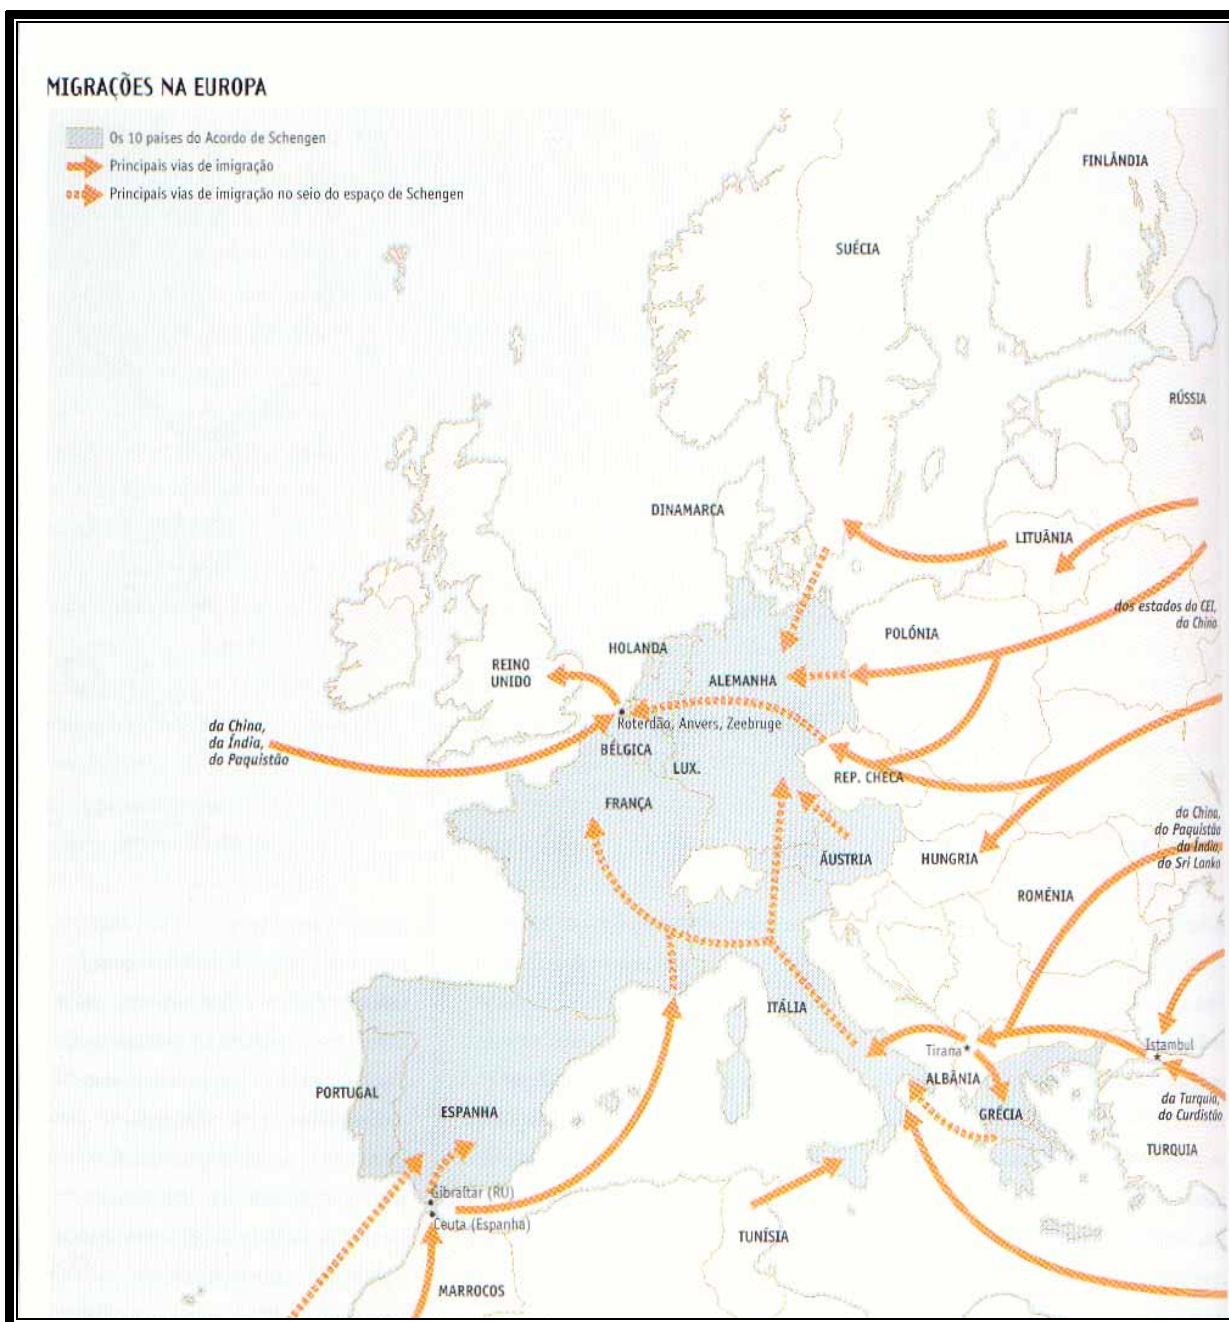 MIGRAÇÕES NA EUROPA
Os 10 países do Acordo de Schengen
Principais vias de imigração
Principais vias de imigração no seio do espaço de Schengen
FINLÂNDIA
SUÉCIA
RÚSSIA
DINAMARCA
LITUÂNIA
dos estados do CEI,
da China
POLÓNIA
HOLANDA
REINO
UNIDO
ALEMANHA
da China,
da Índia,
do Paquistão
Roterdão, Anvers, Zeebruge
BÉLGICA
LUX.
REP. CHECA
FRANÇA
da China,
do Paquistão
da Índia,
do Sri Lanka
ÁUSTRIA
HUNGRIA
ROMÉNIA
ITÁLIA
Tirana
Istambul
ALBÂNIA
PORTUGAL
ESPANHA
GRÉCIA
da Turquia,
do Curdistão
TURQUIA
Gibraltar (RU)
Ceuta (Espanha)
TUNÍSIA
MARROCOS